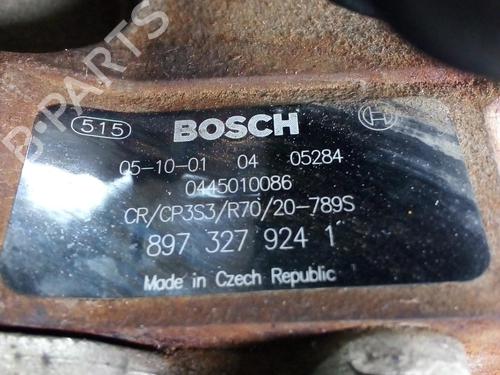 B-PARTS
515 BOSCH
05-10-01 04 05284
0445010086
CR/CP3S3/R70/20-789S
897 327 924 1
Made in Czech Republic